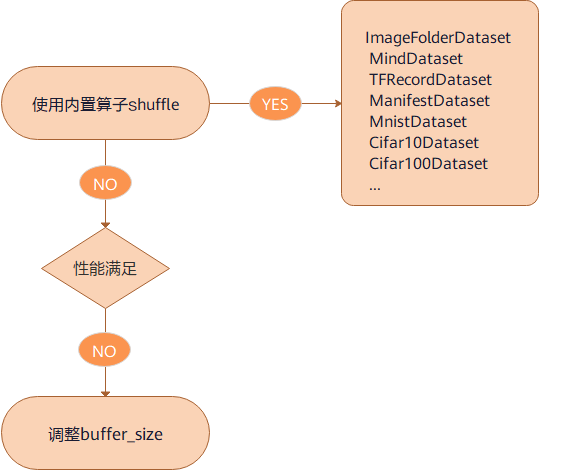 使用内置算子shuffle
YES
ImageFolderDataset
MindDataset
TFRecordDataset
ManifestDataset
MnistDataset
Cifar10Dataset
Cifar100Dataset
...
NO
性能满足
NO
调整buffer_size